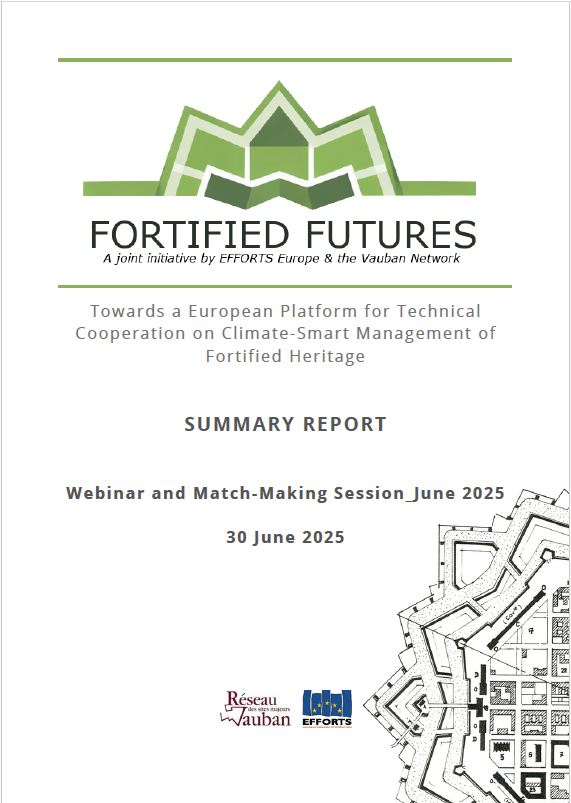 FORTIFIED FUTURES
A joint initiative by EFFORTS Europe & the Vauban Network
Towards a European Platform for Technical
Cooperation on Climate-Smart Management of
Fortified Heritage
SUMMARY REPORT
Webinar and Match-Making Session_June 2025
30 June 2025
Réseau
des sites majeurs
Vauban
EFFORTS